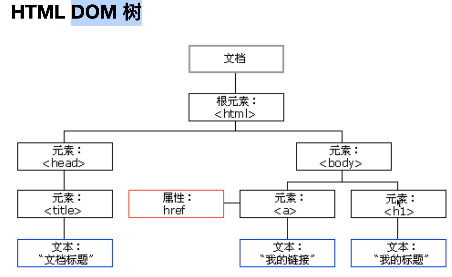 HTML DOM 树
文档
根元素：
<html>
元素：
<head>
元素：
<body>
元素：
<title>
属性：
href
元素：
<a>
元素：
<h1>
文本：
“文档标题”
文本：
“我的链接”
文本：
“我的标题”